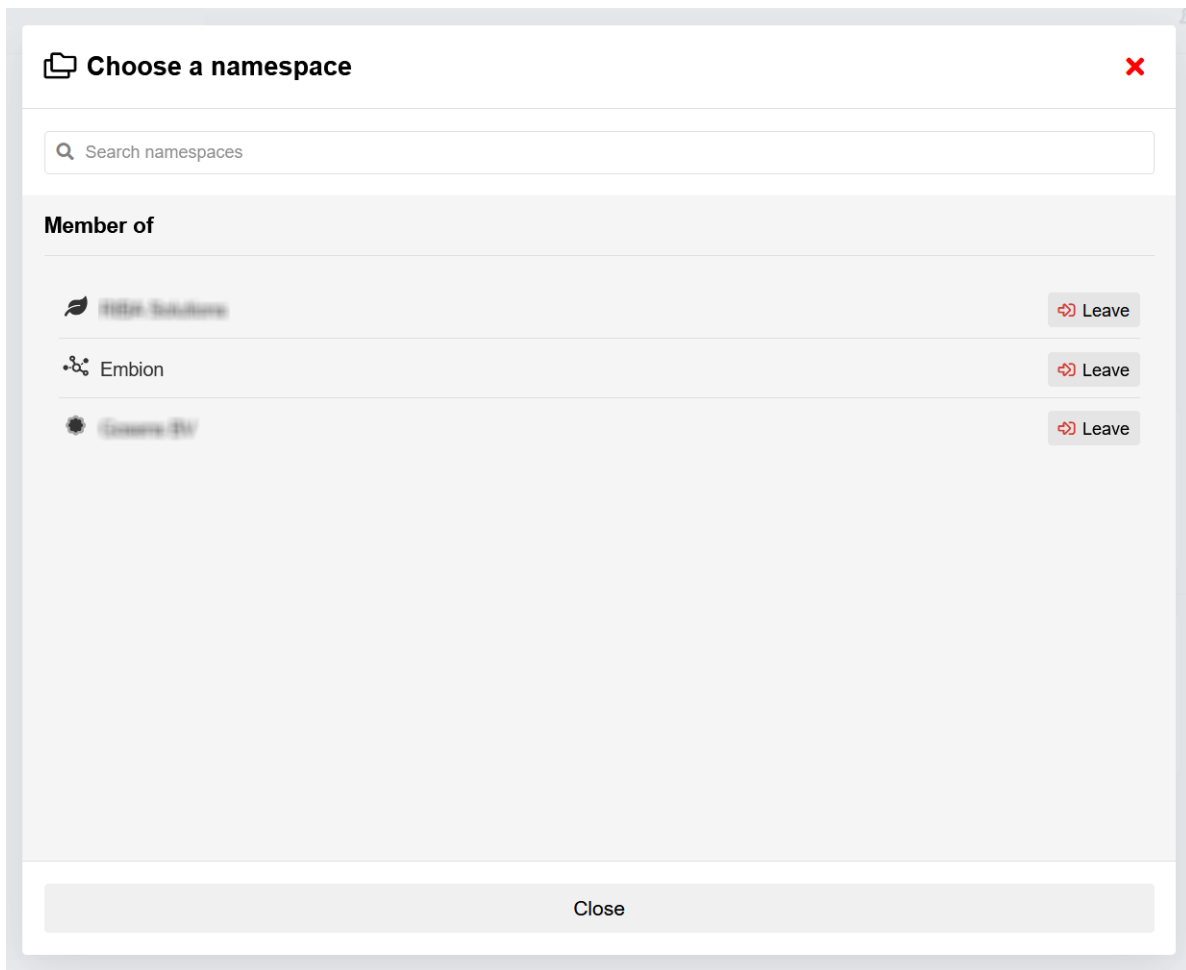 Choose a namespace
Search namespaces
Member of
Leave
Embion
Leave
Leave
Close